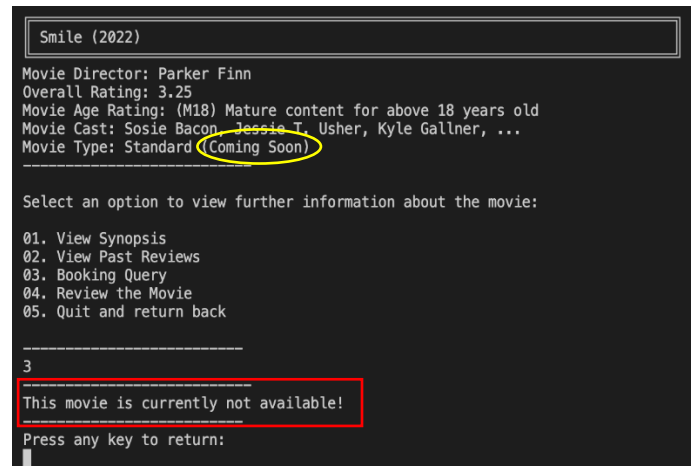 Smile (2022)
Movie Director: Parker Finn
Overall Rating: 3.25
Movie Age Rating: (M18) Mature content for above 18 years old
Movie Cast: Sosie Bacon, Jessie T. Usher, Kyle Gallner, ...
Movie Type: Standard (Coming Soon)
---------------------------
Select an option to view further information about the movie:
01. View Synopsis
02. View Past Reviews
03. Booking Query
04. Review the Movie
05. Quit and return back
--------------------------
3
---------------------------
This movie is currently not available!
--------------------------
Press any key to return: